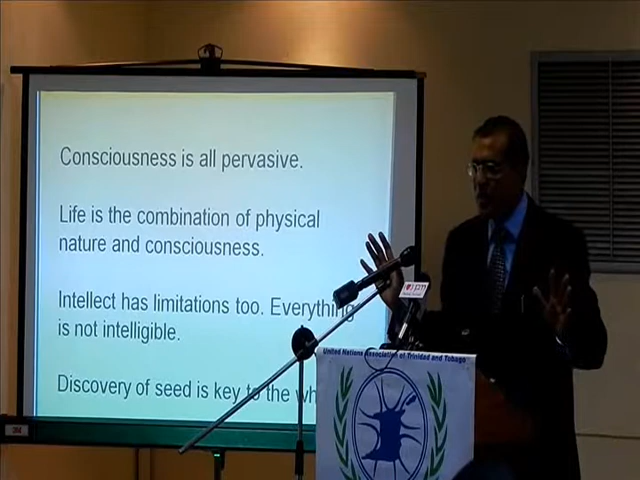 Consciousness is all pervasive.
Life is the combination of physical
nature and consciousness.
Intellect has limitations too. Everything
is not intelligible.
Discovery of seed is key to the
United Nations Association of Trinidad and Tobago